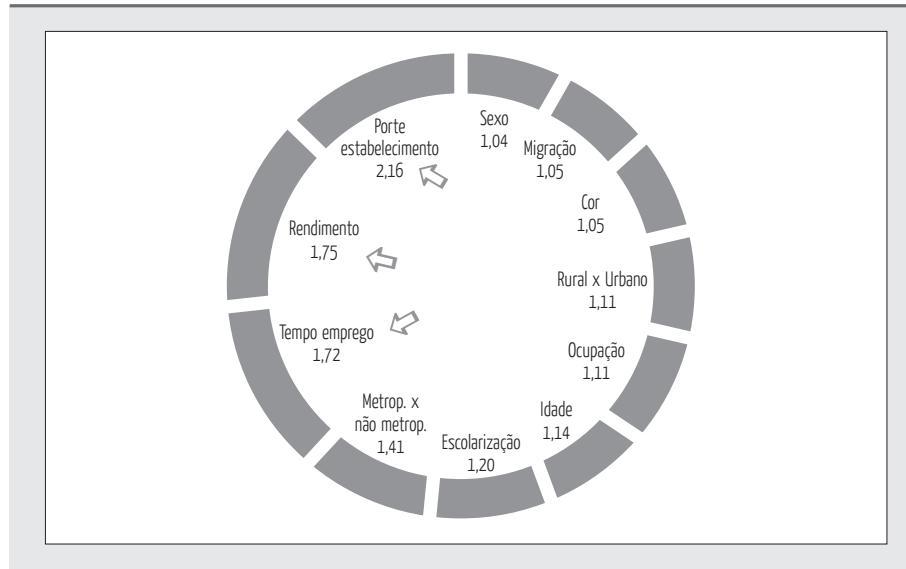 Sexo
1,04
Migração
1,05
Cor
1,05
Rural x Urbano
1,11
Ocupação
1,11
Idade
1,14
Escolarização
1,20
Metrop. x
não metrop.
1,41
Tempo emprego
1,72
Rendimento
1,75
Porte
estabelecimento
2,16